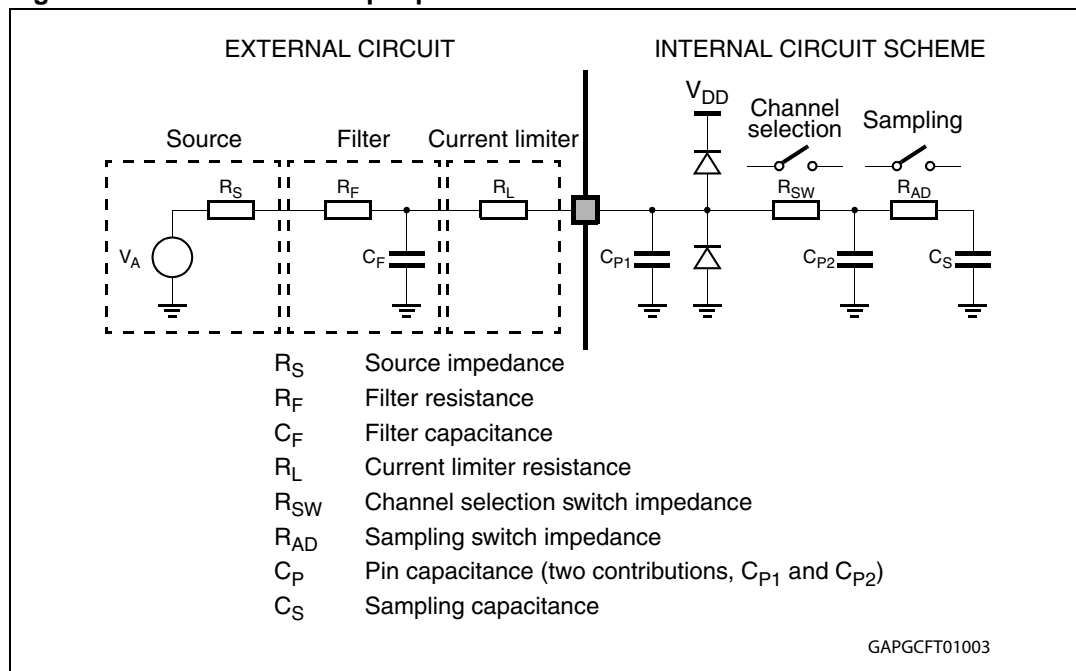 EXTERNAL CIRCUIT
INTERNAL CIRCUIT SCHEME
Source
Filter
Current limiter
VDD
Channel selection
Sampling
RS
RF
RL
RSW
RAD
VA
CF
CP1
CP2
CS
RS Source impedance
RF Filter resistance
CF Filter capacitance
RL Current limiter resistance
RSW Channel selection switch impedance
RAD Sampling switch impedance
CP Pin capacitance (two contributions, CP1 and CP2)
CS Sampling capacitance
GAPGCFT01003